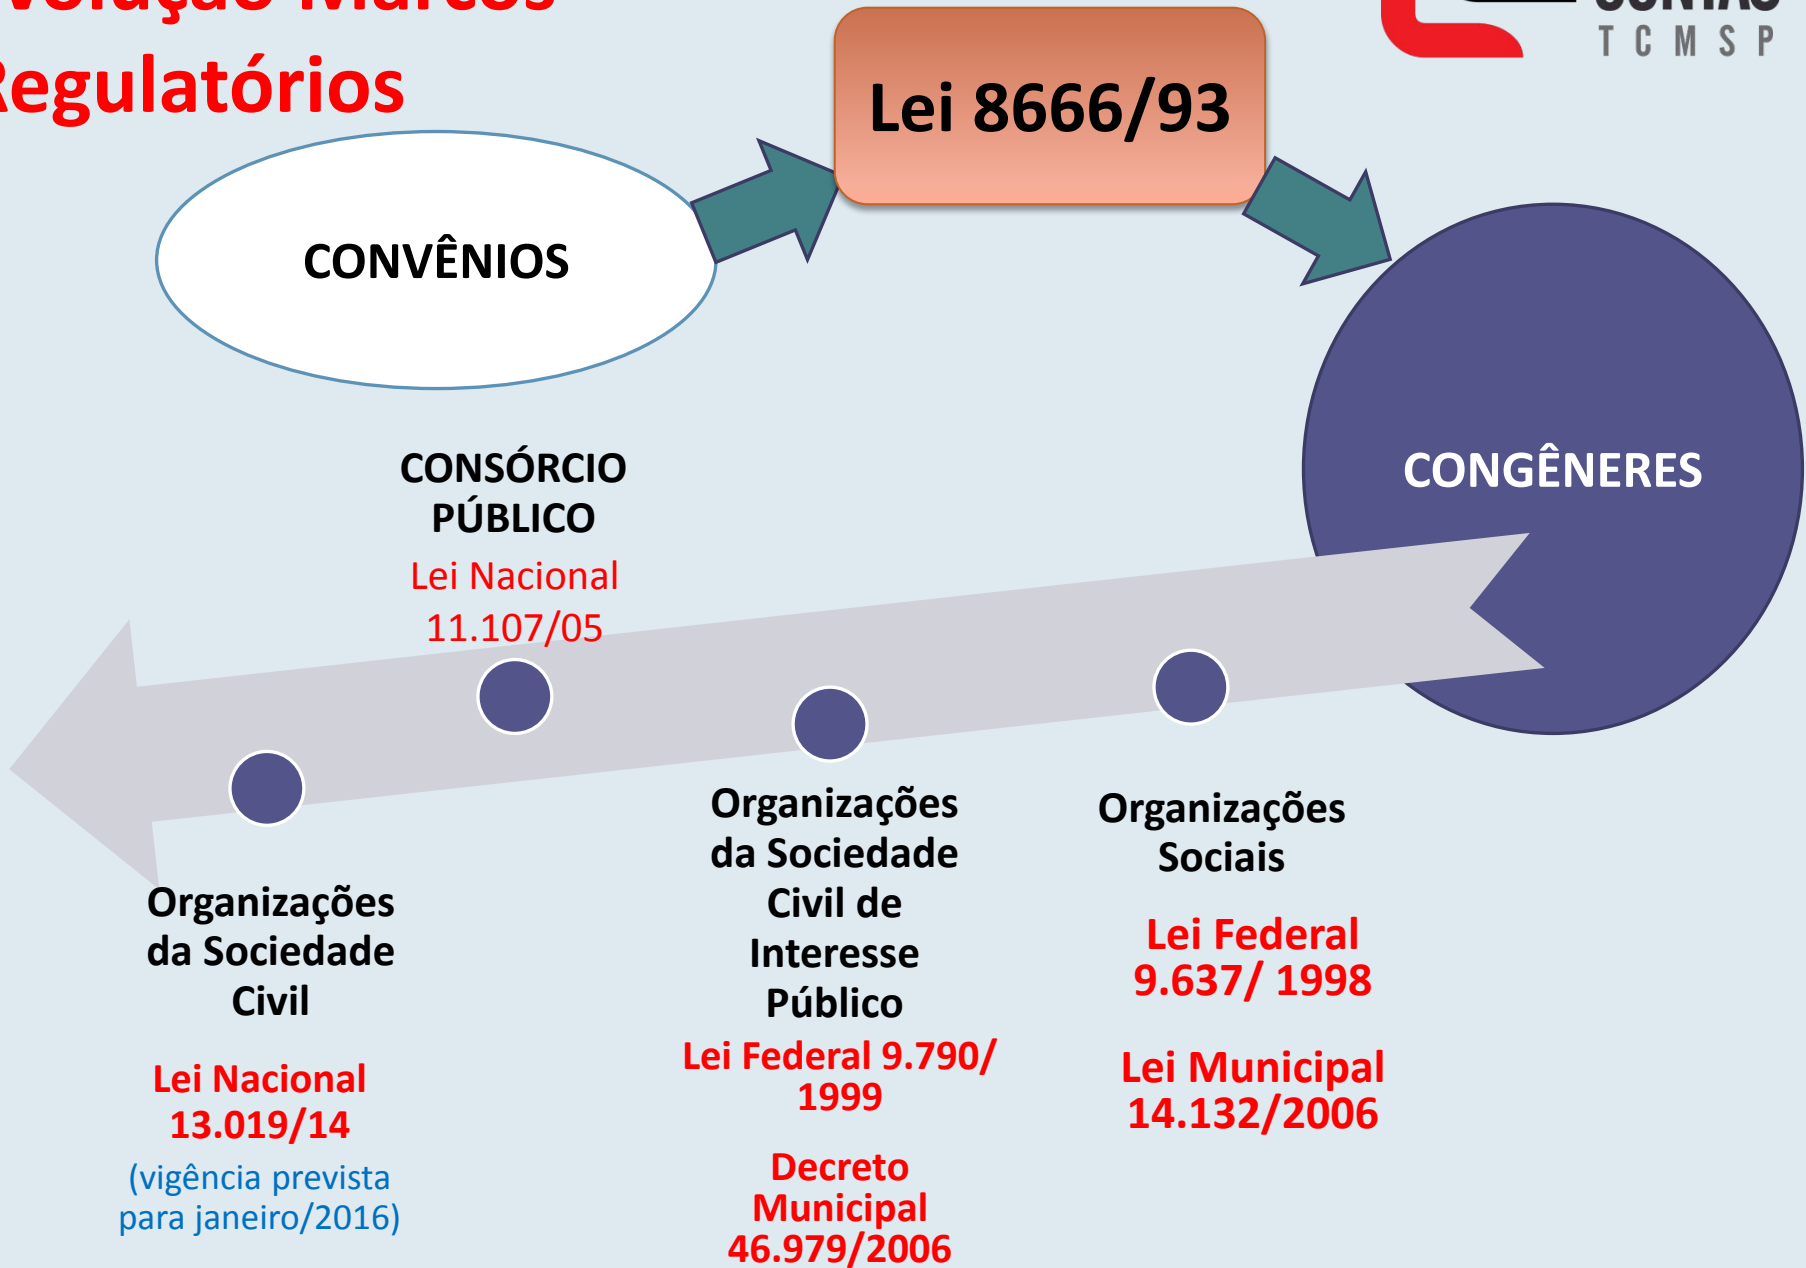 Regulatórios
TCMSP
Lei 8666/93
CONVÊNIOS
CONGÊNERES
CONSÓRCIO
PÚBLICO
Lei Nacional
11.107/05
Organizações
Sociais
Lei Federal
9.637/ 1998
Lei Municipal
14.132/2006
Organizações
da Sociedade
Civil de
Interesse
Público
Lei Federal 9.790/
1999
Decreto
Municipal
46.979/2006
Organizações
da Sociedade
Civil
Lei Nacional
13.019/14
(vigência prevista
para janeiro/2016)